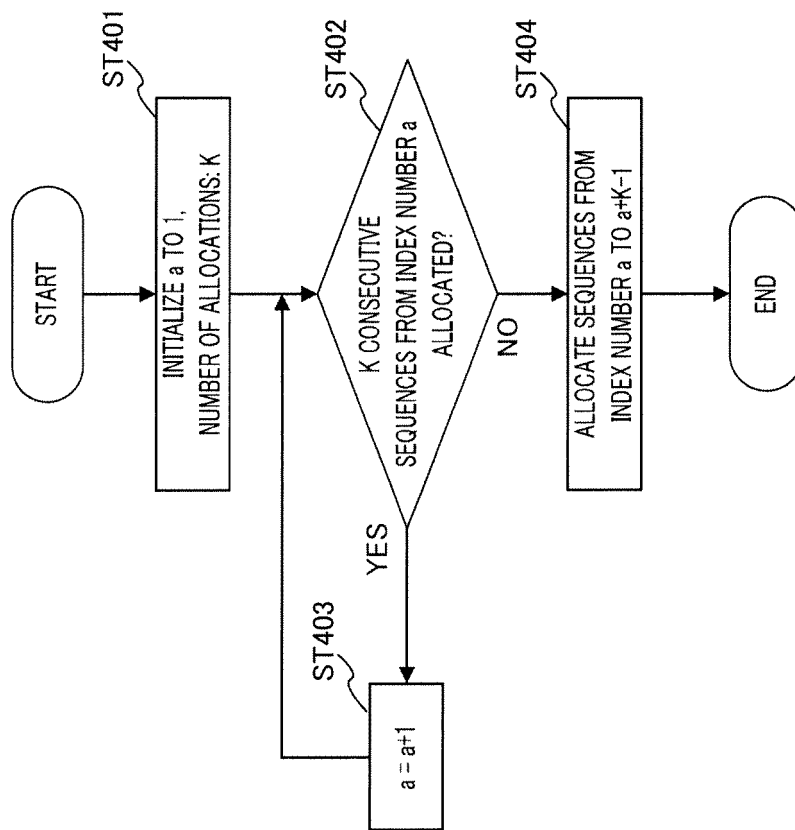 START
ST401
INITIALIZE a TO 1,
NUMBER OF ALLOCATIONS: K
ST402
K CONSECUTIVE
SEQUENCES FROM INDEX NUMBER a
ALLOCATED?
YES
NO
ST403
a = a+1
ST404
ALLOCATE SEQUENCES FROM
INDEX NUMBER a TO a+K-1
END